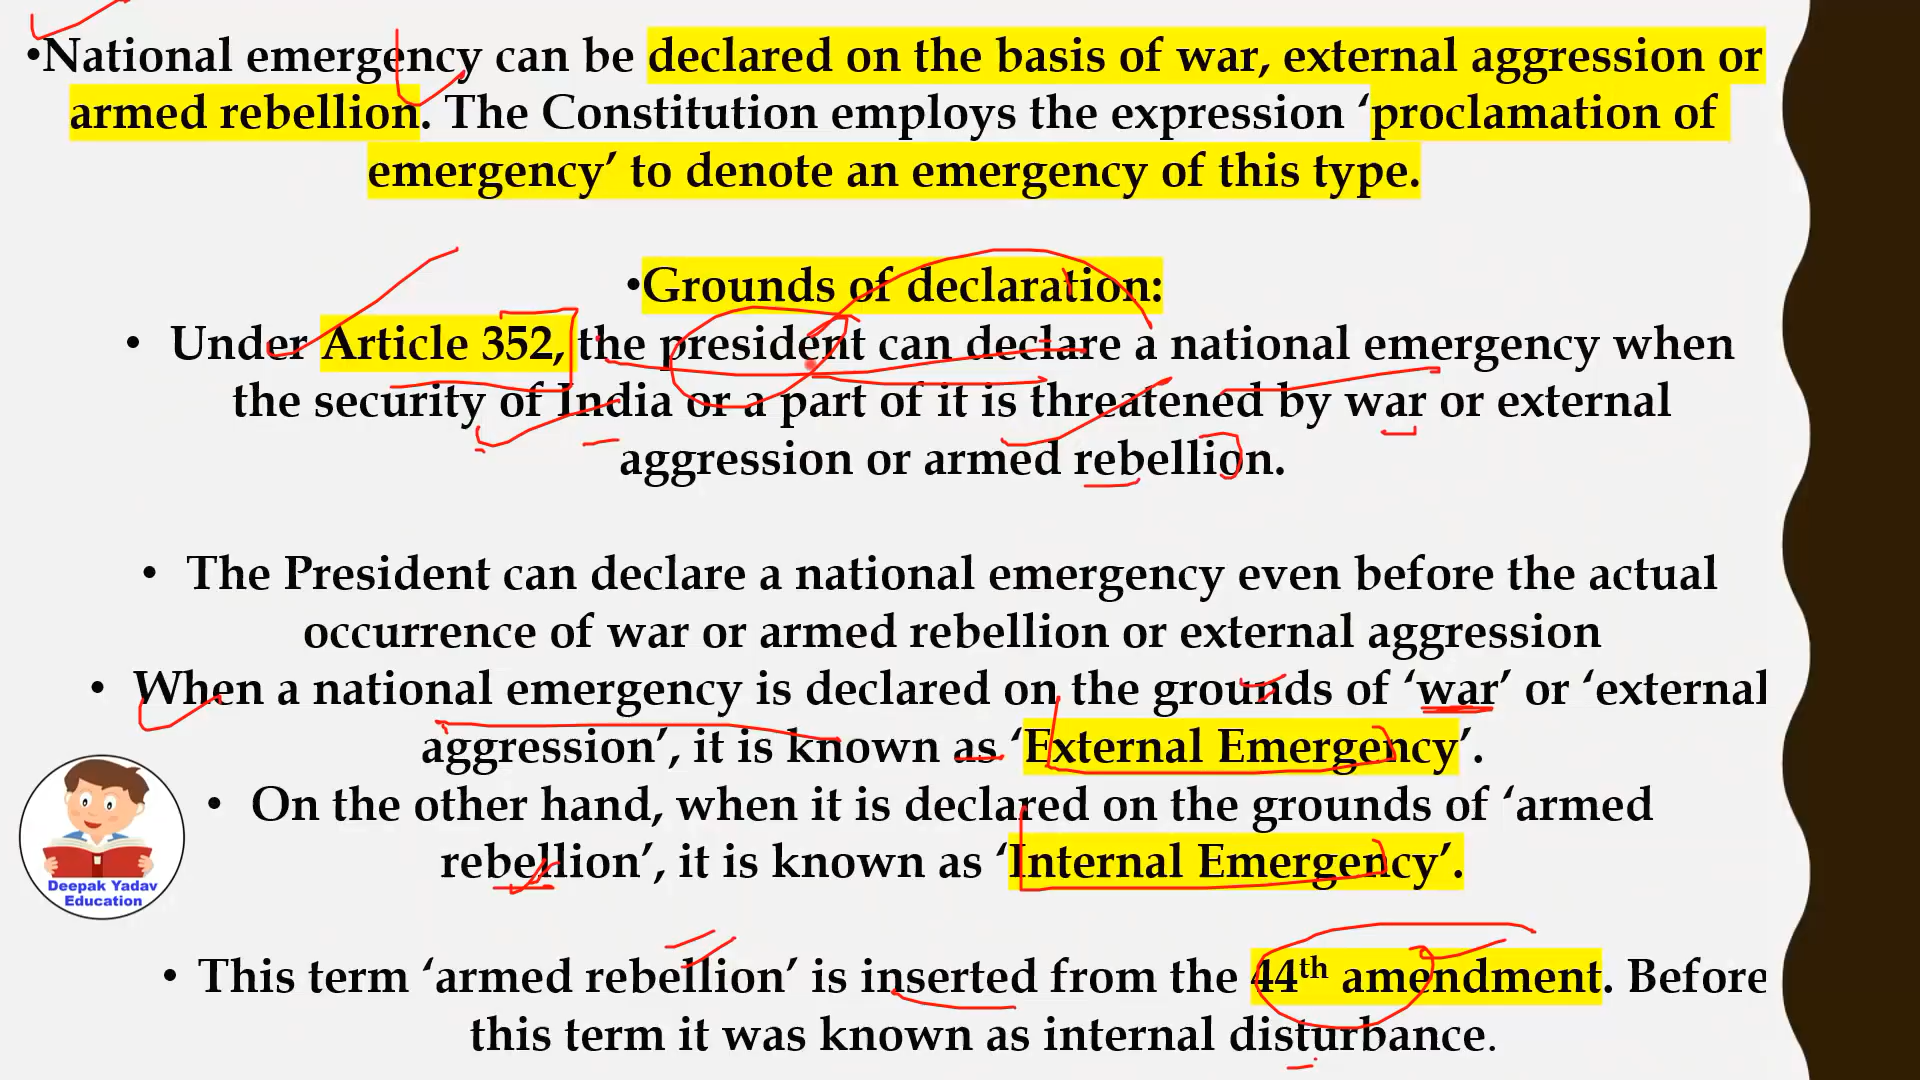 •National emergency can be declared on the basis of war, external aggression or
armed rebellion. The Constitution employs the expression ‘proclamation of
emergency’ to denote an emergency of this type.
•Grounds of declaration:
• Under Article 352, the president can declare a national emergency when
the security of India or a part of it is threatened by war or external
aggression or armed rebellion.
• The President can declare a national emergency even before the actual
occurrence of war or armed rebellion or external aggression
• When a national emergency is declared on the grounds of ‘war’ or ‘external
aggression’, it is known as ‘External Emergency’.
• On the other hand, when it is declared on the grounds of ‘armed
rebellion’, it is known as ‘Internal Emergency’.
• This term ‘armed rebellion’ is inserted from the 44th amendment. Before
this term it was known as internal disturbance.
Deepak Yadav
Education